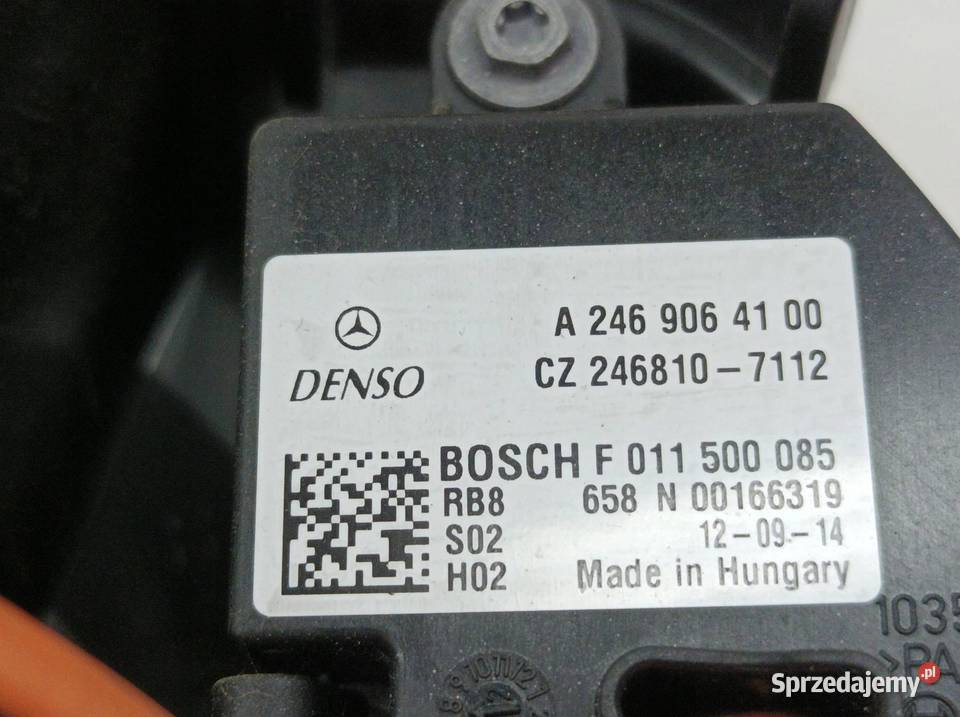 A 246 906 41 00
DENSO
CZ 246810-7112
BOSCH F 011 500 085
RB8 658 N 00166319
S02 12-09-14
H02 Made in Hungary
1035
>PA
Sprzedajemy.pl